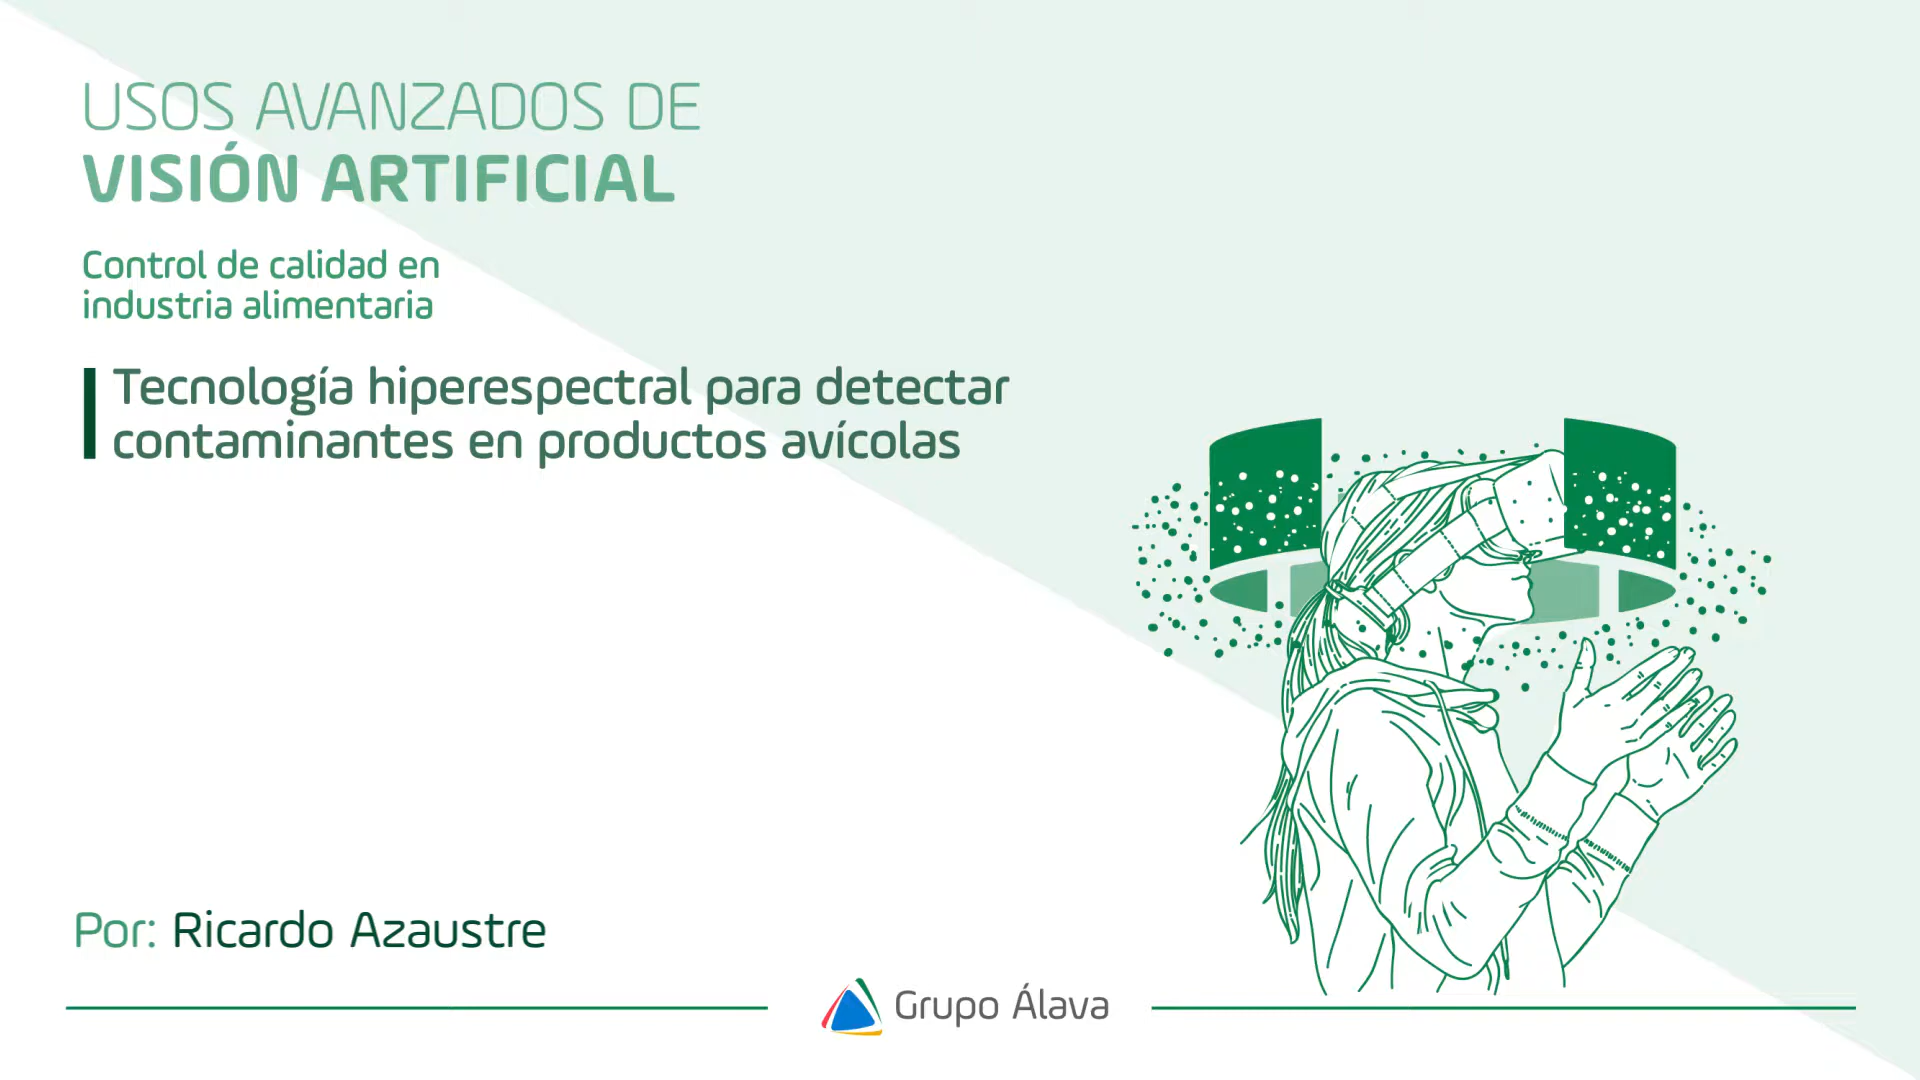 USOS AVANZADOS DE
VISIÓN ARTIFICIAL
Control de calidad en
industria alimentaria
Tecnología hiperespectral para detectar
contaminantes en productos avícolas
Por: Ricardo Azaustre
Grupo Álava